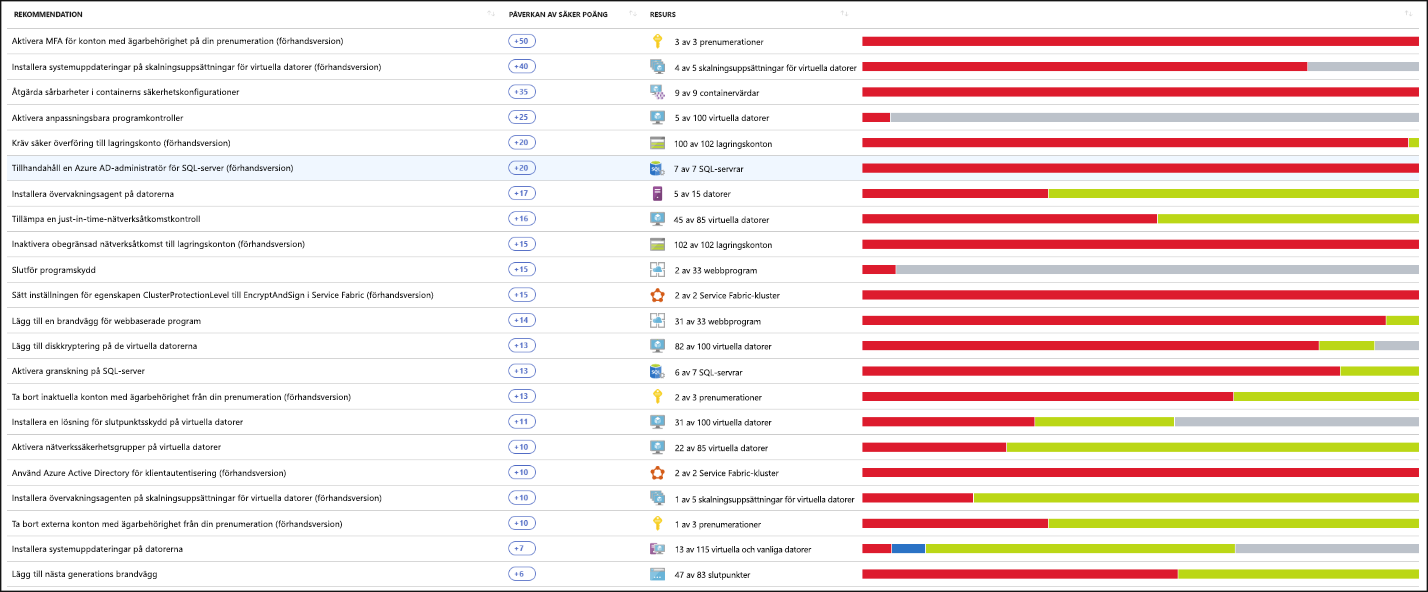 REKOMMENDATION PÅVERKAN AV SÄKER POÄNG RESURS
Aktivera MFA för konton med ägarbehörighet på din prenumeration (förhandsversion) +50 3 av 3 prenumerationer
Installera systemuppdateringar på skalningsuppsättningar för virtuella datorer (förhandsversion) +40 4 av 5 skalningsuppsättningar för virtuella datorer
Åtgärda sårbarheter i containerns säkerhetskonfigurationer +35 9 av 9 containervärdar
Aktivera anpassningsbara programkontroller +25 5 av 100 virtuella datorer
Kräv säker överföring till lagringskonto (förhandsversion) +20 100 av 102 lagringskonton
Tillhandahåll en Azure AD-administratör för SQL-server (förhandsversion) +20 7 av 7 SQL-servrar
Installera övervakningsagent på datorerna +17 5 av 15 datorer
Tillämpa en just-in-time-nätverksåtkomstkontroll +16 45 av 85 virtuella datorer
Inaktivera obegränsad nätverksåtkomst till lagringskonton (förhandsversion) +15 102 av 102 lagringskonton
Slutför programskydd +15 2 av 33 webbprogram
Sätt inställningen för egenskapen ClusterProtectionLevel till EncryptAndSign i Service Fabric (förhandsversion) +15 2 av 2 Service Fabric-kluster
Lägg till en brandvägg för webbaserade program +14 31 av 33 webbprogram
Lägg till diskkryptering på de virtuella datorerna +13 82 av 100 virtuella datorer
Aktivera granskning på SQL-server +13 6 av 7 SQL-servrar
Ta bort inaktuella konton med ägarbehörighet från din prenumeration (förhandsversion) +13 2 av 3 prenumerationer
Installera en lösning för slutpunktsskydd på virtuella datorer +11 31 av 100 virtuella datorer
Aktivera nätverkssäkerhetsgrupper på virtuella datorer +10 22 av 85 virtuella datorer
Använd Azure Active Directory för klientautentisering (förhandsversion) +10 2 av 2 Service Fabric-kluster
Installera övervakningsagenten på skalningsuppsättningar för virtuella datorer (förhandsversion) +10 1 av 5 skalningsuppsättningar för virtuella datorer
Ta bort externa konton med ägarbehörighet från din prenumeration (förhandsversion) +10 1 av 3 prenumerationer
Installera systemuppdateringar på datorerna +7 13 av 115 virtuella och vanliga datorer
Lägg till nästa generations brandvägg +6 47 av 83 slutpunkter